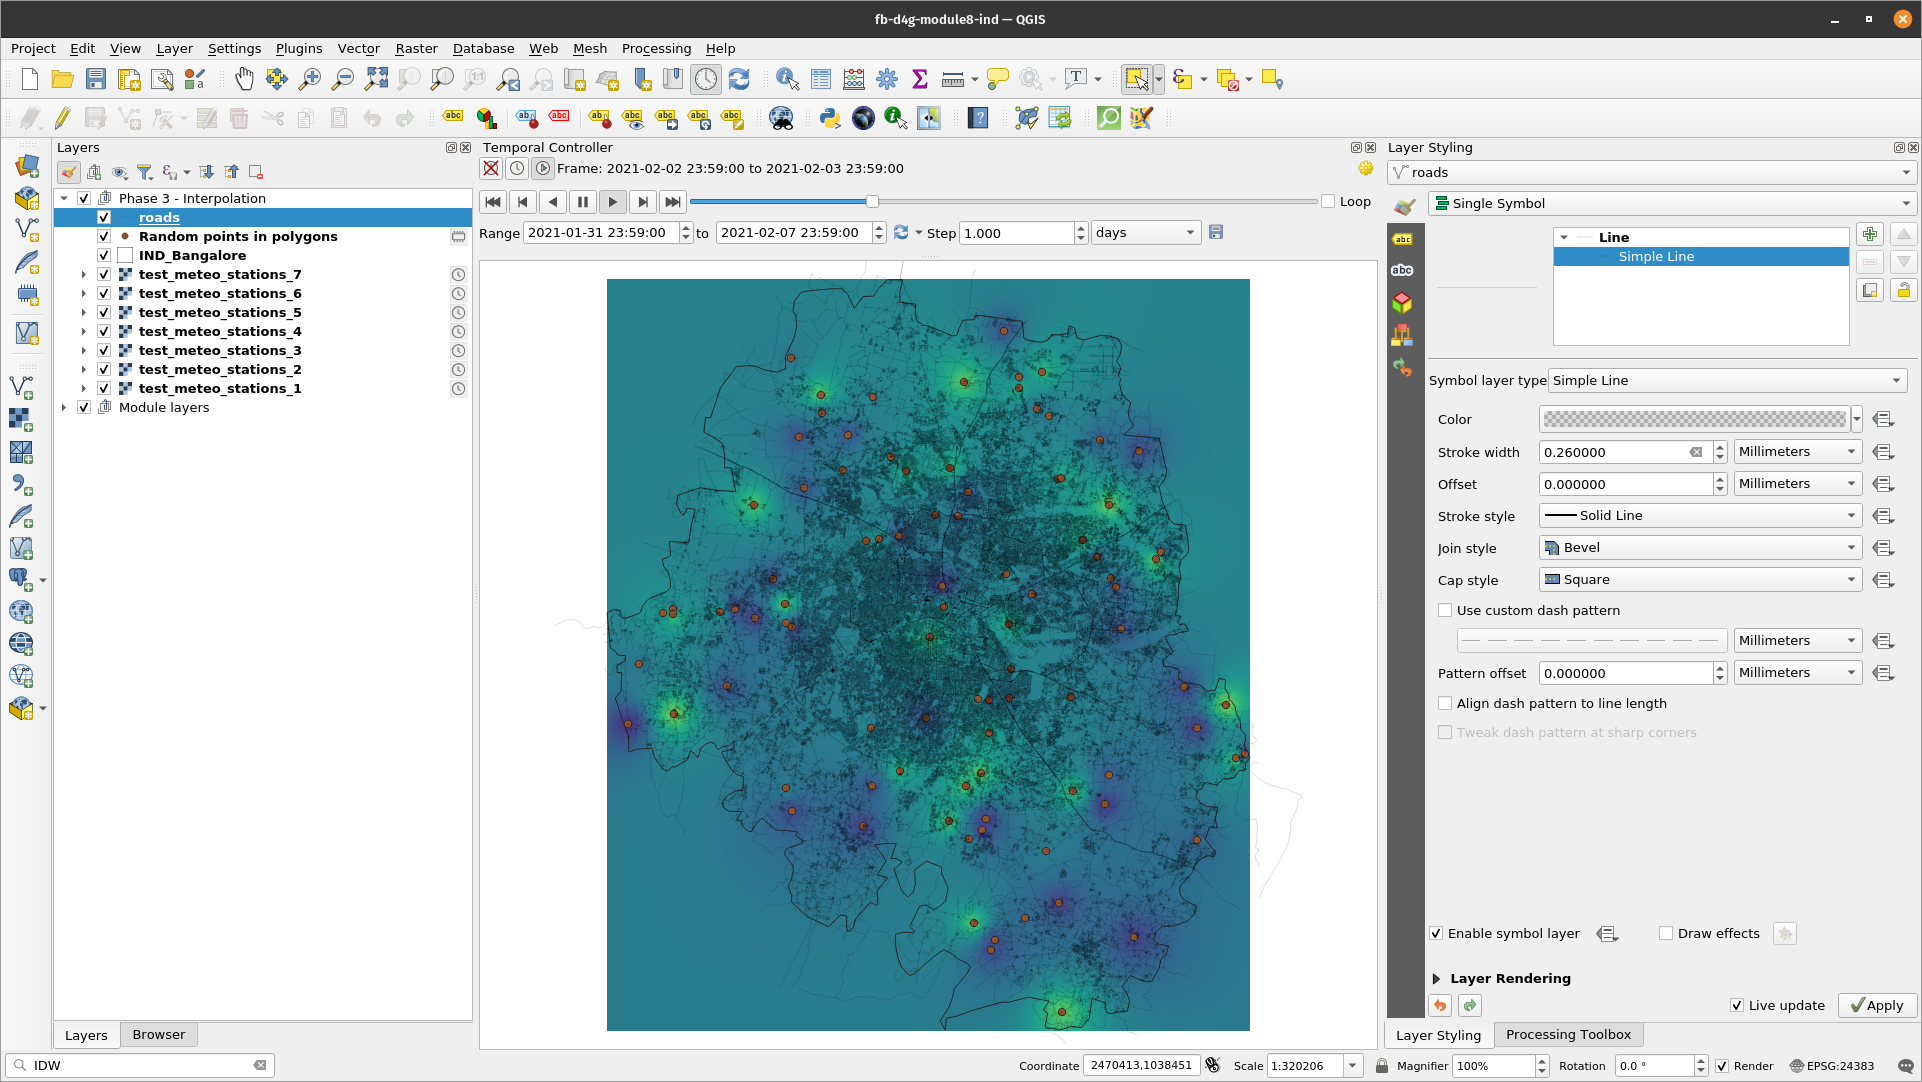 fb-d4g-module8-ind — QGIS
Project Edit View Layer Settings Plugins Vector Raster Database Web Mesh Processing Help
Layers
Phase 3 - Interpolation
roads
Random points in polygons
IND_Bangalore
test_meteo_stations_7
test_meteo_stations_6
test_meteo_stations_5
test_meteo_stations_4
test_meteo_stations_3
test_meteo_stations_2
test_meteo_stations_1
Module layers
Layers Browser
Temporal Controller
Frame: 2021-02-02 23:59:00 to 2021-02-03 23:59:00
Loop
Range 2021-01-31 23:59:00 to 2021-02-07 23:59:00 Step 1.000 days
Layer Styling
roads
Single Symbol
Line
Simple Line
Symbol layer type Simple Line
Color
Stroke width 0.260000 Millimeters
Offset 0.000000 Millimeters
Stroke style Solid Line
Join style Bevel
Cap style Square
Use custom dash pattern
Millimeters
Pattern offset 0.000000 Millimeters
Align dash pattern to line length
Tweak dash pattern at sharp corners
Enable symbol layer Draw effects
Layer Rendering
Live update Apply
Layer Styling Processing Toolbox
IDW
Coordinate 2470413,1038451 Scale 1:320206 Magnifier 100% Rotation 0.0 ° Render EPSG:24383